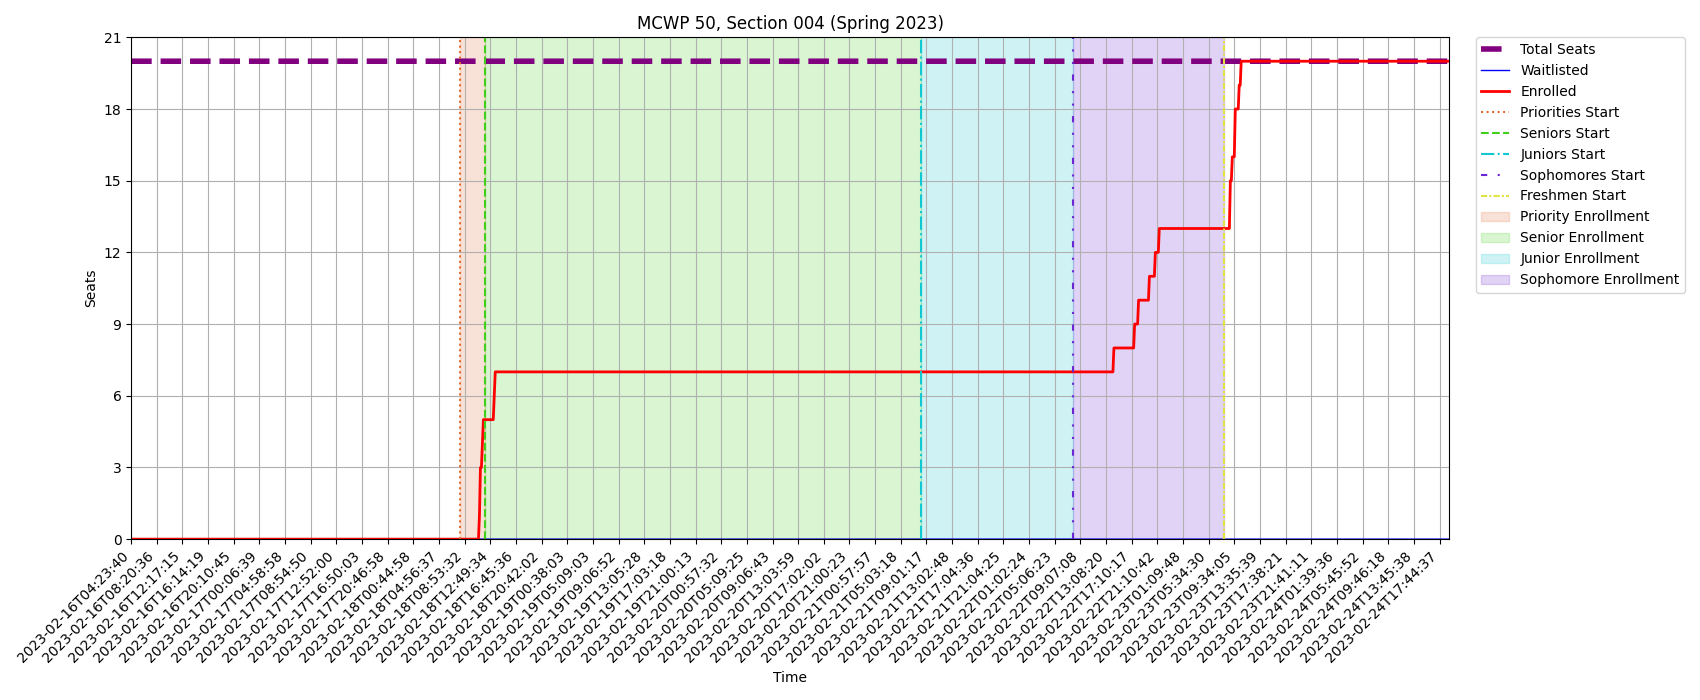 MCWP 50, Section 004 (Spring 2023)
Seats
21
18
15
12
9
6
3
0
2023-02-16T04:23:40
2023-02-16T08:20:36
2023-02-16T12:17:15
2023-02-16T16:14:19
2023-02-16T20:10:45
2023-02-17T00:06:39
2023-02-17T04:58:58
2023-02-17T08:54:50
2023-02-17T12:52:00
2023-02-17T16:50:03
2023-02-17T20:46:58
2023-02-18T00:44:58
2023-02-18T04:56:37
2023-02-18T08:53:32
2023-02-18T12:49:34
2023-02-18T16:45:36
2023-02-18T20:42:02
2023-02-19T00:38:03
2023-02-19T05:09:03
2023-02-19T09:06:52
2023-02-19T13:05:28
2023-02-19T17:03:18
2023-02-19T21:00:13
2023-02-20T00:57:32
2023-02-20T05:09:25
2023-02-20T09:06:43
2023-02-20T13:03:59
2023-02-20T17:02:02
2023-02-20T21:00:23
2023-02-21T00:57:57
2023-02-21T05:03:18
2023-02-21T09:01:17
2023-02-21T13:02:48
2023-02-21T17:04:36
2023-02-21T21:04:25
2023-02-22T01:02:24
2023-02-22T05:06:23
2023-02-22T09:07:08
2023-02-22T13:08:20
2023-02-22T17:10:17
2023-02-22T21:10:42
2023-02-23T01:09:48
2023-02-23T05:34:30
2023-02-23T09:34:05
2023-02-23T13:35:39
2023-02-23T17:38:21
2023-02-23T21:41:11
2023-02-24T01:39:36
2023-02-24T05:45:52
2023-02-24T09:46:18
2023-02-24T13:45:38
2023-02-24T17:44:37
Time
Total Seats
Waitlisted
Enrolled
Priorities Start
Seniors Start
Juniors Start
Sophomores Start
Freshmen Start
Priority Enrollment
Senior Enrollment
Junior Enrollment
Sophomore Enrollment